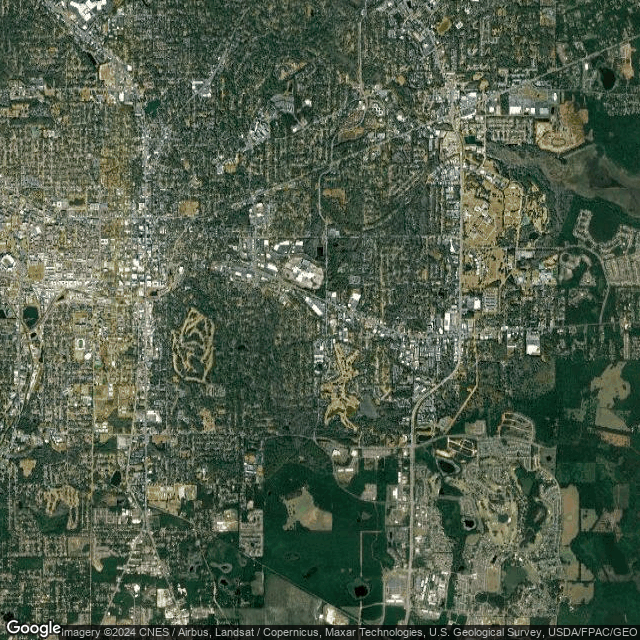 Google Imagery ©2024 CNES / Airbus, Landsat / Copernicus, Maxar Technologies, U.S. Geological Survey, USDA/FPAC/GEO